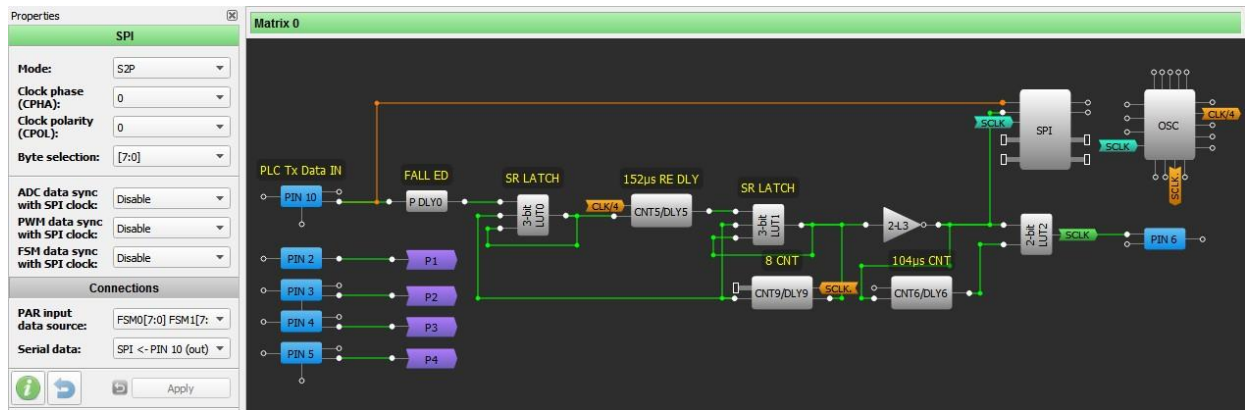 Properties
SPI
Mode: S2P
Clock phase (CPHA): 0
Clock polarity (CPOL): 0
Byte selection: [7:0]
ADC data sync with SPI clock: Disable
PWM data sync with SPI clock: Disable
FSM data sync with SPI clock: Disable
Connections
PAR input data source: FSM0[7:0] FSM1[7:
Serial data: SPI <- PIN 10 (out)
Apply
Matrix 0
PLC Tx Data IN
PIN 10
FALL ED
P DLY0
SR LATCH
3-bit LUT0
CLK/4
152µs RE DLY
CNT5/DLY5
SR LATCH
3-bit LUT1
8 CNT
CNT9/DLY9
SCLK
2-L3
104µs CNT
CNT6/DLY6
SCLK
SPI
2-bit LUT2
SCLK
PIN 6
SCLK
OSC
CLK/4
SCLK
PIN 2
P1
PIN 3
P2
PIN 4
P3
PIN 5
P4